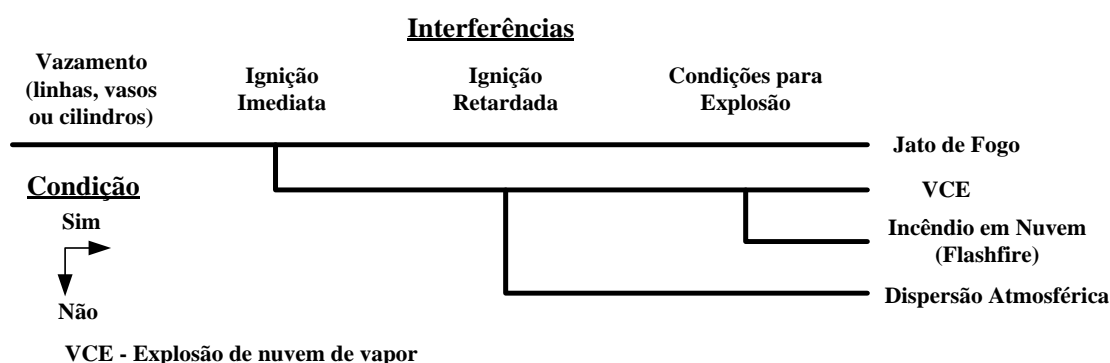 Interferências
Vazamento
(linhas, vasos
ou cilindros)
Ignição
Imediata
Ignição
Retardada
Condições para
Explosão
Jato de Fogo
Condição
Sim
Não
VCE
Incêndio em Nuvem
(Flashfire)
Dispersão Atmosférica
VCE - Explosão de nuvem de vapor